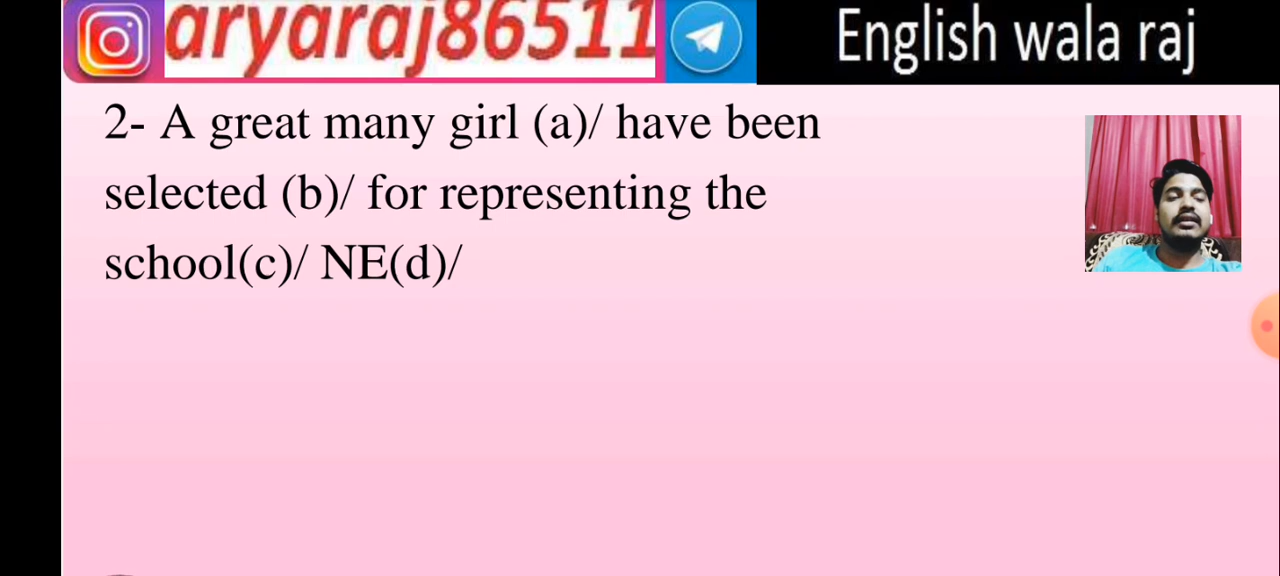 aryaraj86511 English wala raj
2- A great many girl (a)/ have been
selected (b)/ for representing the
school(c)/ NE(d)/